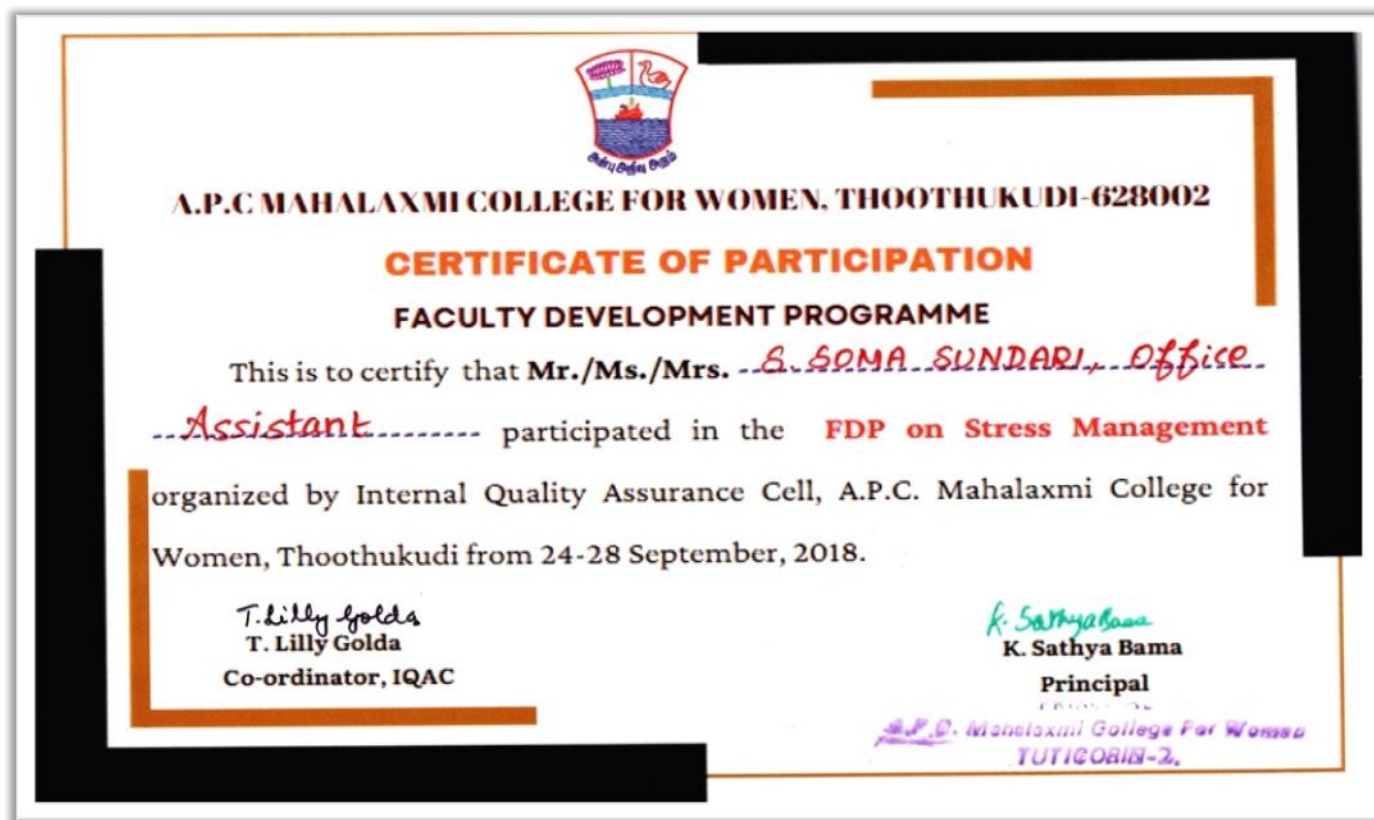 அன்பு அறிவு அறம்
A.P.C MAHALAXMI COLLEGE FOR WOMEN, THOOTHUKUDI-628002
CERTIFICATE OF PARTICIPATION
FACULTY DEVELOPMENT PROGRAMME
This is to certify that Mr./Ms./Mrs. S. SOMA SUNDARI, Office
Assistant participated in the FDP on Stress Management
organized by Internal Quality Assurance Cell, A.P.C. Mahalaxmi College for
Women, Thoothukudi from 24-28 September, 2018.
T. Lilly Golda
T. Lilly Golda
Co-ordinator, IQAC
K. Sathya Bama
K. Sathya Bama
Principal
A.P.C. Mahalaxmi College For Women
TUTICORIN-2.